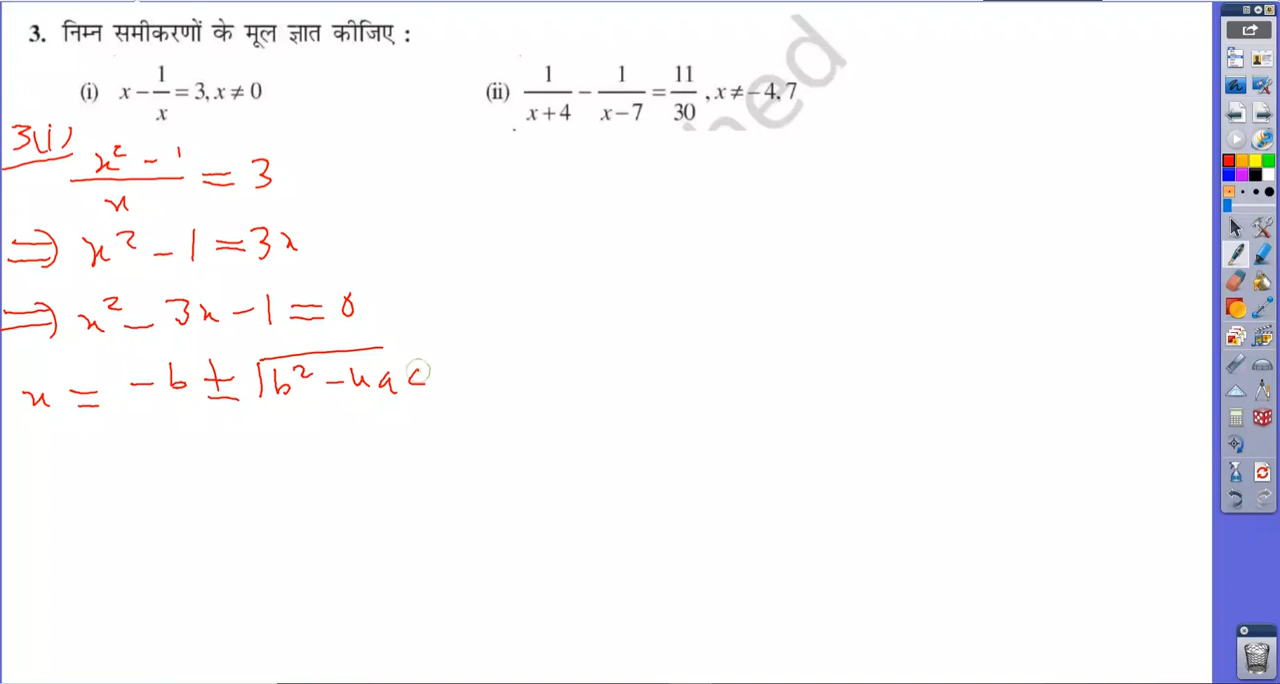 3. निम्न समीकरणों के मूल ज्ञात कीजिए :
(i) x − 1/x = 3, x ≠ 0 (ii) 1/(x+4) − 1/(x−7) = 11/30 , x ≠ − 4, 7
3(i)
(x² − 1)/x = 3
⇒ x² − 1 = 3x
⇒ x² − 3x − 1 = 0
x = − b ± √b² − 4ac